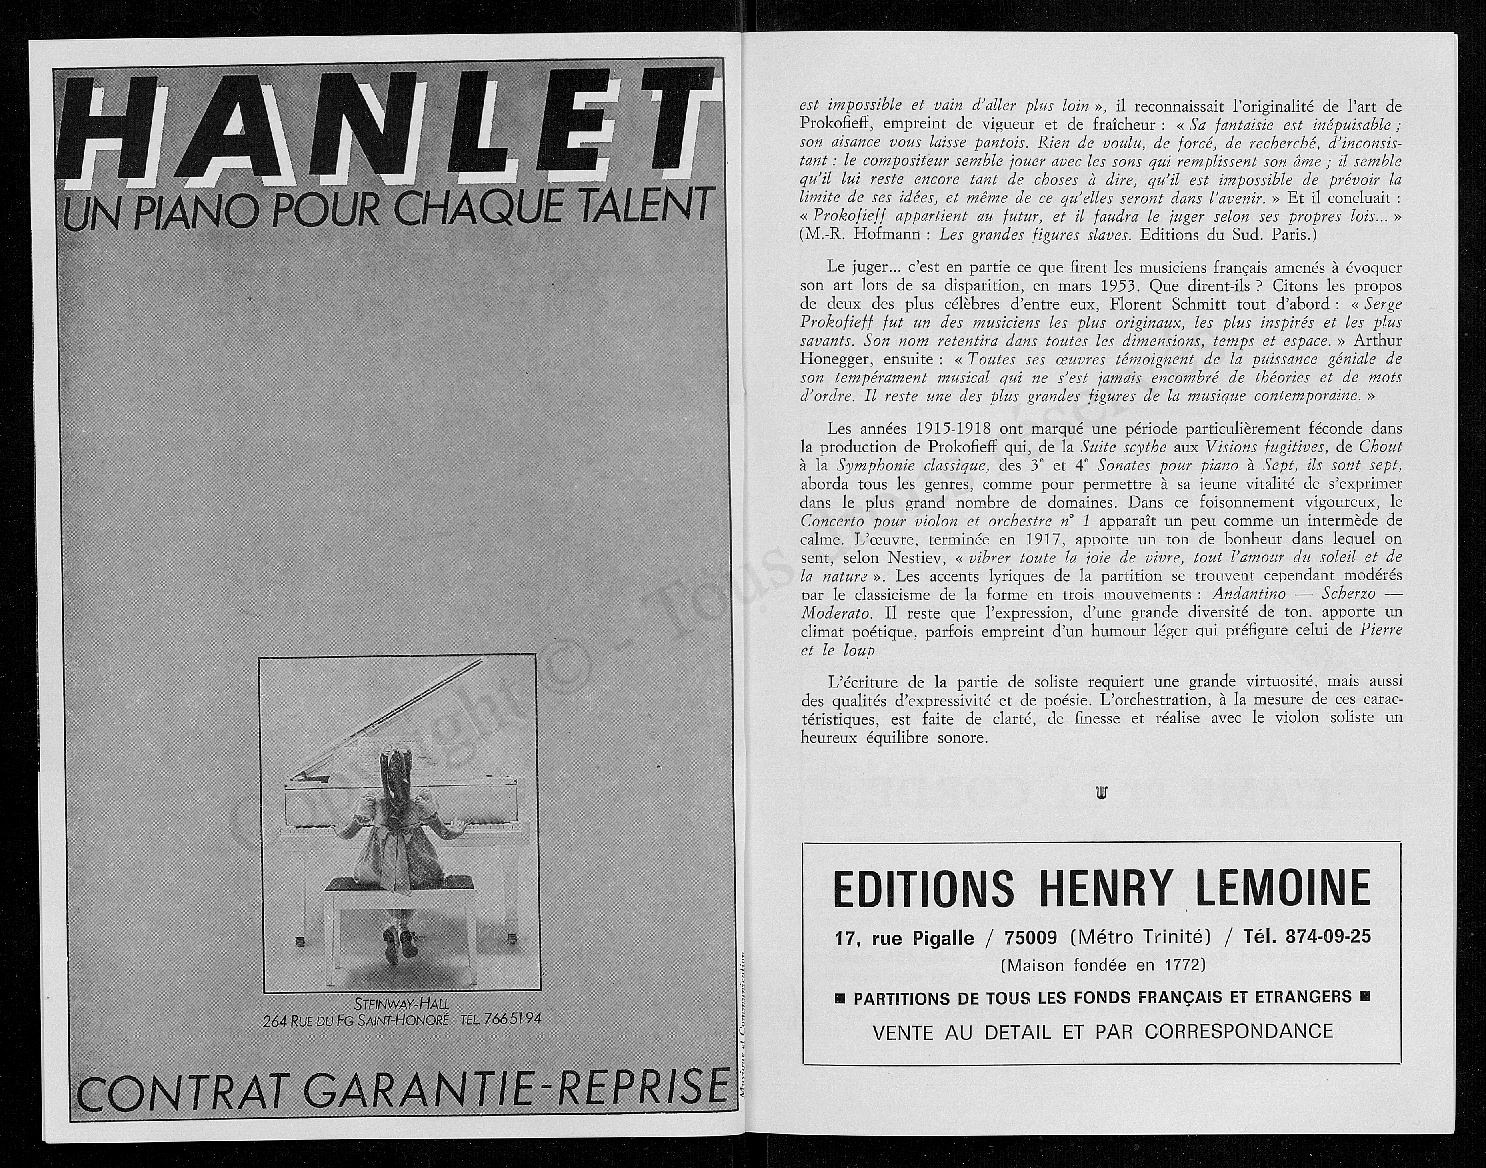 HANLET
UN PIANO POUR CHAQUE TALENT
STEINWAY-HALL
264 RUE DU FG SAINT-HONORÉ TÉL. 766 51-94
CONTRAT GARANTIE-REPRISE
Musique et Communication
est impossible et vain d'aller plus loin », il reconnaissait l'originalité de l'art de
Prokofieff, empreint de vigueur et de fraîcheur : « Sa fantaisie est inépuisable ;
son aisance vous laisse pantois. Rien de voulu, de forcé, de recherché, d'inconsis-
tant : le compositeur semble jouer avec les sons qui remplissent son âme ; il semble
qu'il lui reste encore tant de choses à dire, qu'il est impossible de prévoir la
limite de ses idées, et même de ce qu'elles seront dans l'avenir. » Et il concluait :
« Prokofieff appartient au futur, et il faudra le juger selon ses propres lois... »
(M.-R. Hofmann : Les grandes figures slaves. Editions du Sud. Paris.)
Le juger... c'est en partie ce que firent les musiciens français amenés à évoquer
son art lors de sa disparition, en mars 1953. Que dirent-ils ? Citons les propos
de deux des plus célèbres d'entre eux, Florent Schmitt tout d'abord : « Serge
Prokofieff fut un des musiciens les plus originaux, les plus inspirés et les plus
savants. Son nom retentira dans toutes les dimensions, temps et espace. » Arthur
Honegger, ensuite : « Toutes ses œuvres témoignent de la puissance géniale de
son tempérament musical qui ne s'est jamais encombré de théories et de mots
d'ordre. Il reste une des plus grandes figures de la musique contemporaine. »
Les années 1915-1918 ont marqué une période particulièrement féconde dans
la production de Prokofieff qui, de la Suite scythe aux Visions fugitives, de Chout
à la Symphonie classique, des 3e et 4e Sonates pour piano à Sept, ils sont sept,
aborda tous les genres, comme pour permettre à sa jeune vitalité de s'exprimer
dans le plus grand nombre de domaines. Dans ce foisonnement vigoureux, le
Concerto pour violon et orchestre n° 1 apparaît un peu comme un intermède de
calme. L'œuvre, terminée en 1917, apporte un ton de bonheur dans lequel on
sent, selon Nestiev, « vibrer toute la joie de vivre, tout l'amour du soleil et de
la nature ». Les accents lyriques de la partition se trouvent cependant modérés
par le classicisme de la forme en trois mouvements : Andantino — Scherzo —
Moderato. Il reste que l'expression, d'une grande diversité de ton, apporte un
climat poétique, parfois empreint d'un humour léger qui préfigure celui de Pierre
et le loup
L'écriture de la partie de soliste requiert une grande virtuosité, mais aussi
des qualités d'expressivité et de poésie. L'orchestration, à la mesure de ces carac-
téristiques, est faite de clarté, de finesse et réalise avec le violon soliste un
heureux équilibre sonore.
EDITIONS HENRY LEMOINE
17, rue Pigalle / 75009 (Métro Trinité) / Tél. 874-09-25
(Maison fondée en 1772)
■ PARTITIONS DE TOUS LES FONDS FRANÇAIS ET ETRANGERS ■
VENTE AU DETAIL ET PAR CORRESPONDANCE
Copyright © - Tous droits réservés